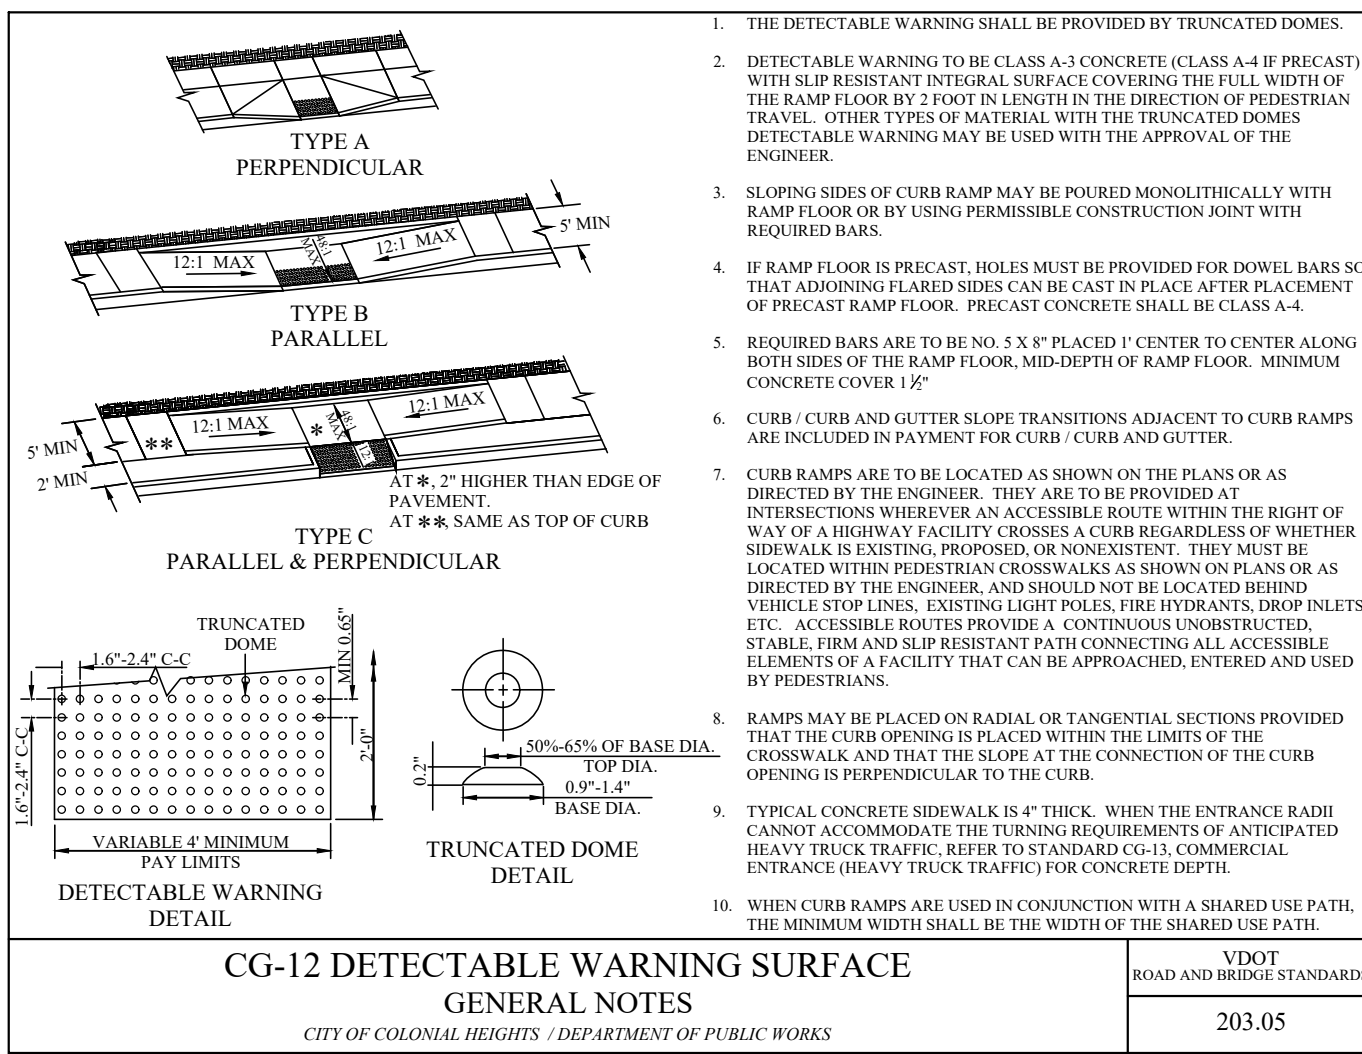 TYPE A
PERPENDICULAR
5' MIN
12:1 MAX
48:1
MAX
12:1 MAX
TYPE B
PARALLEL
5' MIN
2' MIN
**
12:1 MAX
*
48:1
MAX
12:1
12:1 MAX
AT *, 2" HIGHER THAN EDGE OF
PAVEMENT.
AT **, SAME AS TOP OF CURB
TYPE C
PARALLEL & PERPENDICULAR
TRUNCATED
DOME
1.6"-2.4" C-C
MIN 0.65"
1.6"-2.4" C-C
2'-0"
VARIABLE 4' MINIMUM
PAY LIMITS
DETECTABLE WARNING
DETAIL
50%-65% OF BASE DIA.
TOP DIA.
0.2"
0.9"-1.4"
BASE DIA.
TRUNCATED DOME
DETAIL
1. THE DETECTABLE WARNING SHALL BE PROVIDED BY TRUNCATED DOMES.
2. DETECTABLE WARNING TO BE CLASS A-3 CONCRETE (CLASS A-4 IF PRECAST)
WITH SLIP RESISTANT INTEGRAL SURFACE COVERING THE FULL WIDTH OF
THE RAMP FLOOR BY 2 FOOT IN LENGTH IN THE DIRECTION OF PEDESTRIAN
TRAVEL. OTHER TYPES OF MATERIAL WITH THE TRUNCATED DOMES
DETECTABLE WARNING MAY BE USED WITH THE APPROVAL OF THE
ENGINEER.
3. SLOPING SIDES OF CURB RAMP MAY BE POURED MONOLITHICALLY WITH
RAMP FLOOR OR BY USING PERMISSIBLE CONSTRUCTION JOINT WITH
REQUIRED BARS.
4. IF RAMP FLOOR IS PRECAST, HOLES MUST BE PROVIDED FOR DOWEL BARS SO
THAT ADJOINING FLARED SIDES CAN BE CAST IN PLACE AFTER PLACEMENT
OF PRECAST RAMP FLOOR. PRECAST CONCRETE SHALL BE CLASS A-4.
5. REQUIRED BARS ARE TO BE NO. 5 X 8" PLACED 1' CENTER TO CENTER ALONG
BOTH SIDES OF THE RAMP FLOOR, MID-DEPTH OF RAMP FLOOR. MINIMUM
CONCRETE COVER 1 ½"
6. CURB / CURB AND GUTTER SLOPE TRANSITIONS ADJACENT TO CURB RAMPS
ARE INCLUDED IN PAYMENT FOR CURB / CURB AND GUTTER.
7. CURB RAMPS ARE TO BE LOCATED AS SHOWN ON THE PLANS OR AS
DIRECTED BY THE ENGINEER. THEY ARE TO BE PROVIDED AT
INTERSECTIONS WHEREVER AN ACCESSIBLE ROUTE WITHIN THE RIGHT OF
WAY OF A HIGHWAY FACILITY CROSSES A CURB REGARDLESS OF WHETHER
SIDEWALK IS EXISTING, PROPOSED, OR NONEXISTENT. THEY MUST BE
LOCATED WITHIN PEDESTRIAN CROSSWALKS AS SHOWN ON PLANS OR AS
DIRECTED BY THE ENGINEER, AND SHOULD NOT BE LOCATED BEHIND
VEHICLE STOP LINES, EXISTING LIGHT POLES, FIRE HYDRANTS, DROP INLETS
ETC. ACCESSIBLE ROUTES PROVIDE A CONTINUOUS UNOBSTRUCTED,
STABLE, FIRM AND SLIP RESISTANT PATH CONNECTING ALL ACCESSIBLE
ELEMENTS OF A FACILITY THAT CAN BE APPROACHED, ENTERED AND USED
BY PEDESTRIANS.
8. RAMPS MAY BE PLACED ON RADIAL OR TANGENTIAL SECTIONS PROVIDED
THAT THE CURB OPENING IS PLACED WITHIN THE LIMITS OF THE
CROSSWALK AND THAT THE SLOPE AT THE CONNECTION OF THE CURB
OPENING IS PERPENDICULAR TO THE CURB.
9. TYPICAL CONCRETE SIDEWALK IS 4" THICK. WHEN THE ENTRANCE RADII
CANNOT ACCOMMODATE THE TURNING REQUIREMENTS OF ANTICIPATED
HEAVY TRUCK TRAFFIC, REFER TO STANDARD CG-13, COMMERCIAL
ENTRANCE (HEAVY TRUCK TRAFFIC) FOR CONCRETE DEPTH.
10. WHEN CURB RAMPS ARE USED IN CONJUNCTION WITH A SHARED USE PATH,
THE MINIMUM WIDTH SHALL BE THE WIDTH OF THE SHARED USE PATH.
CG-12 DETECTABLE WARNING SURFACE
GENERAL NOTES
CITY OF COLONIAL HEIGHTS / DEPARTMENT OF PUBLIC WORKS
VDOT
ROAD AND BRIDGE STANDARDS
203.05